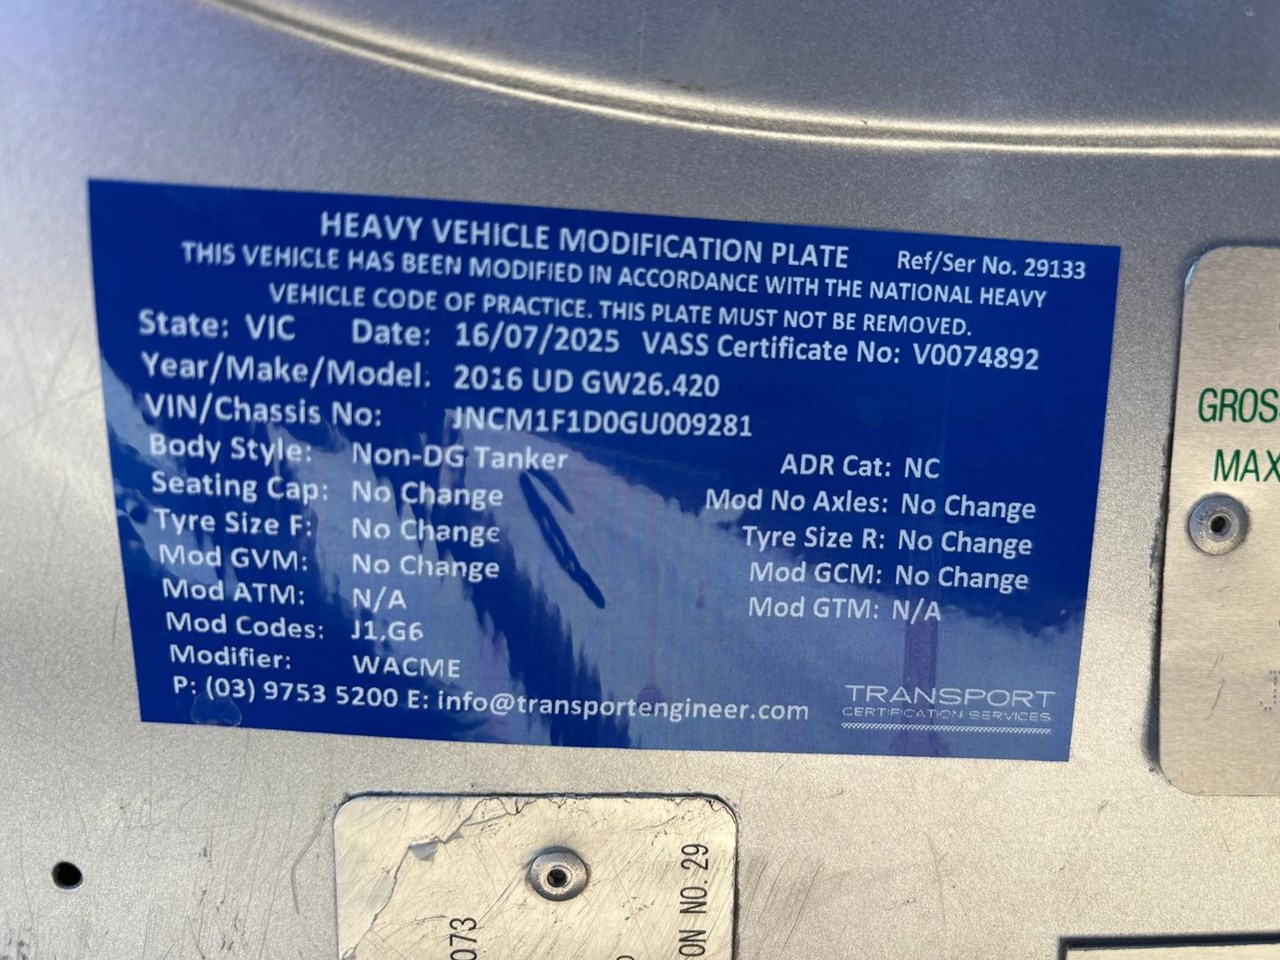 HEAVY VEHICLE MODIFICATION PLATE Ref/Ser No. 29133
THIS VEHICLE HAS BEEN MODIFIED IN ACCORDANCE WITH THE NATIONAL HEAVY
VEHICLE CODE OF PRACTICE. THIS PLATE MUST NOT BE REMOVED.
State: VIC Date: 16/07/2025 VASS Certificate No: V0074892
Year/Make/Model: 2016 UD GW26.420
VIN/Chassis No: JNCM1F1D0GU009281
Body Style: Non-DG Tanker ADR Cat: NC
Seating Cap: No Change Mod No Axles: No Change
Tyre Size F: No Change Tyre Size R: No Change
Mod GVM: No Change Mod GCM: No Change
Mod ATM: N/A Mod GTM: N/A
Mod Codes: J1,G6
Modifier: WACME
P: (03) 9753 5200 E: info@transportengineer.com
TRANSPORT
CERTIFICATION SERVICES
GROS
MAX
073
ON NO. 29